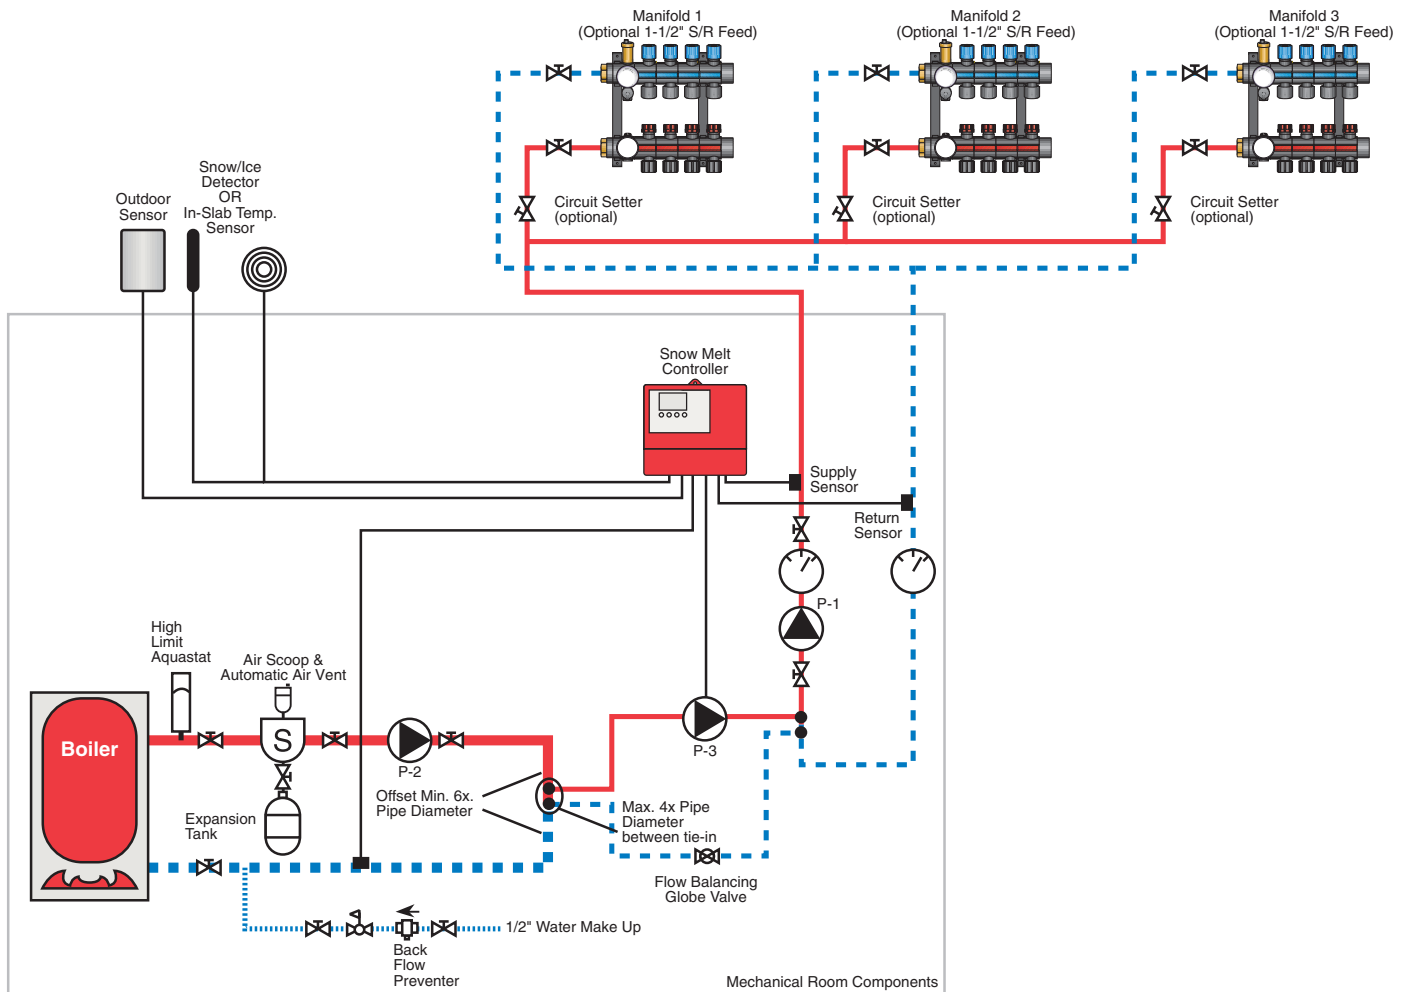 Manifold 1
(Optional 1-1/2" S/R Feed)
Manifold 2
(Optional 1-1/2" S/R Feed)
Manifold 3
(Optional 1-1/2" S/R Feed)
Circuit Setter
(optional)
Circuit Setter
(optional)
Circuit Setter
(optional)
Outdoor
Sensor
Snow/Ice
Detector
OR
In-Slab Temp.
Sensor
Snow Melt
Controller
Supply
Sensor
Return
Sensor
P-1
High
Limit
Aquastat
Air Scoop &
Automatic Air Vent
Boiler
S
P-2
P-3
Offset Min. 6x.
Pipe Diameter
Max. 4x Pipe
Diameter
between tie-in
Expansion
Tank
Flow Balancing
Globe Valve
1/2" Water Make Up
Back
Flow
Preventer
Mechanical Room Components